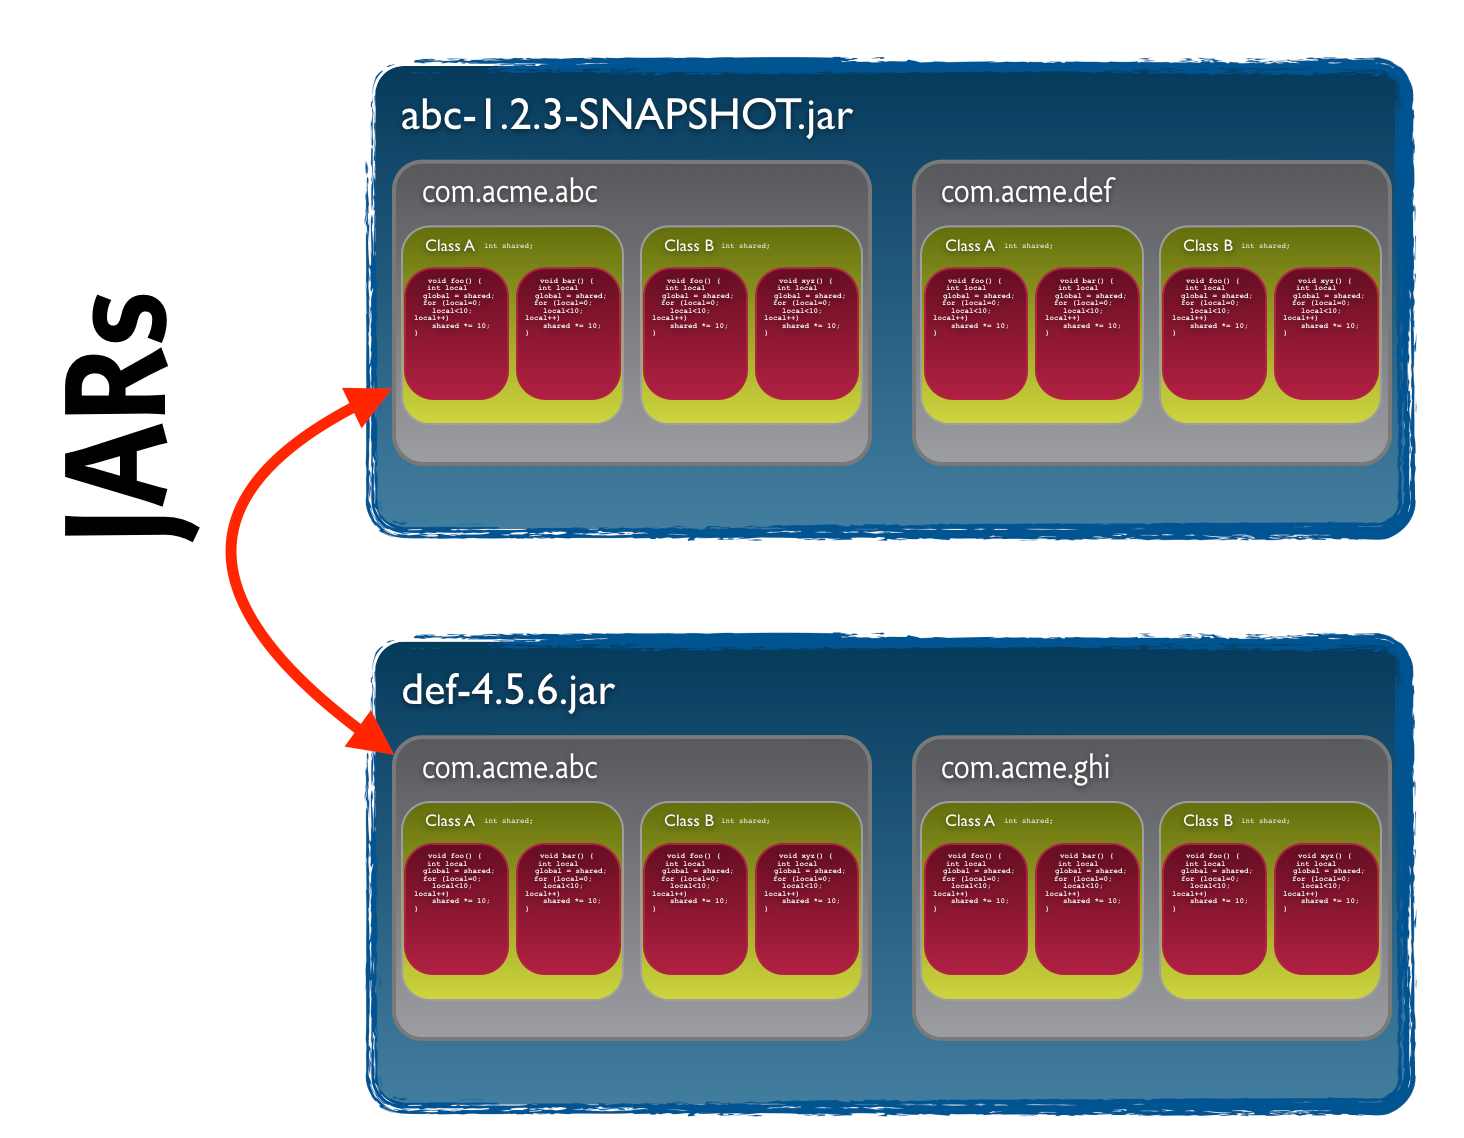 JARs
abc-1.2.3-SNAPSHOT.jar
com.acme.abc
Class A int shared;
void foo() {
int local
global = shared;
for (local=0;
local<10;
local++)
shared *= 10;
}
void bar() {
int local
global = shared;
for (local=0;
local<10;
local++)
shared *= 10;
}
Class B int shared;
void foo() {
int local
global = shared;
for (local=0;
local<10;
local++)
shared *= 10;
}
void xyz() {
int local
global = shared;
for (local=0;
local<10;
local++)
shared *= 10;
}
com.acme.def
Class A int shared;
void foo() {
int local
global = shared;
for (local=0;
local<10;
local++)
shared *= 10;
}
void bar() {
int local
global = shared;
for (local=0;
local<10;
local++)
shared *= 10;
}
Class B int shared;
void foo() {
int local
global = shared;
for (local=0;
local<10;
local++)
shared *= 10;
}
void xyz() {
int local
global = shared;
for (local=0;
local<10;
local++)
shared *= 10;
}
def-4.5.6.jar
com.acme.abc
Class A int shared;
void foo() {
int local
global = shared;
for (local=0;
local<10;
local++)
shared *= 10;
}
void bar() {
int local
global = shared;
for (local=0;
local<10;
local++)
shared *= 10;
}
Class B int shared;
void foo() {
int local
global = shared;
for (local=0;
local<10;
local++)
shared *= 10;
}
void xyz() {
int local
global = shared;
for (local=0;
local<10;
local++)
shared *= 10;
}
com.acme.ghi
Class A int shared;
void foo() {
int local
global = shared;
for (local=0;
local<10;
local++)
shared *= 10;
}
void bar() {
int local
global = shared;
for (local=0;
local<10;
local++)
shared *= 10;
}
Class B int shared;
void foo() {
int local
global = shared;
for (local=0;
local<10;
local++)
shared *= 10;
}
void xyz() {
int local
global = shared;
for (local=0;
local<10;
local++)
shared *= 10;
}